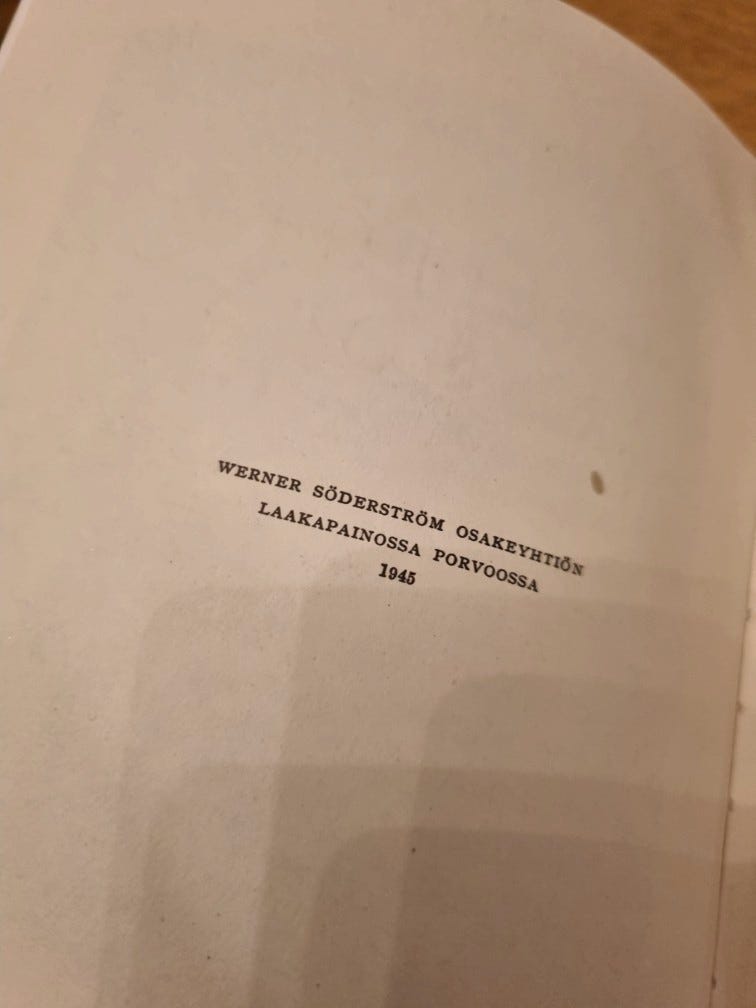 WERNER SÖDERSTRÖM OSAKEYHTIÖN
LAAKAPAINOSSA PORVOOSSA
1945